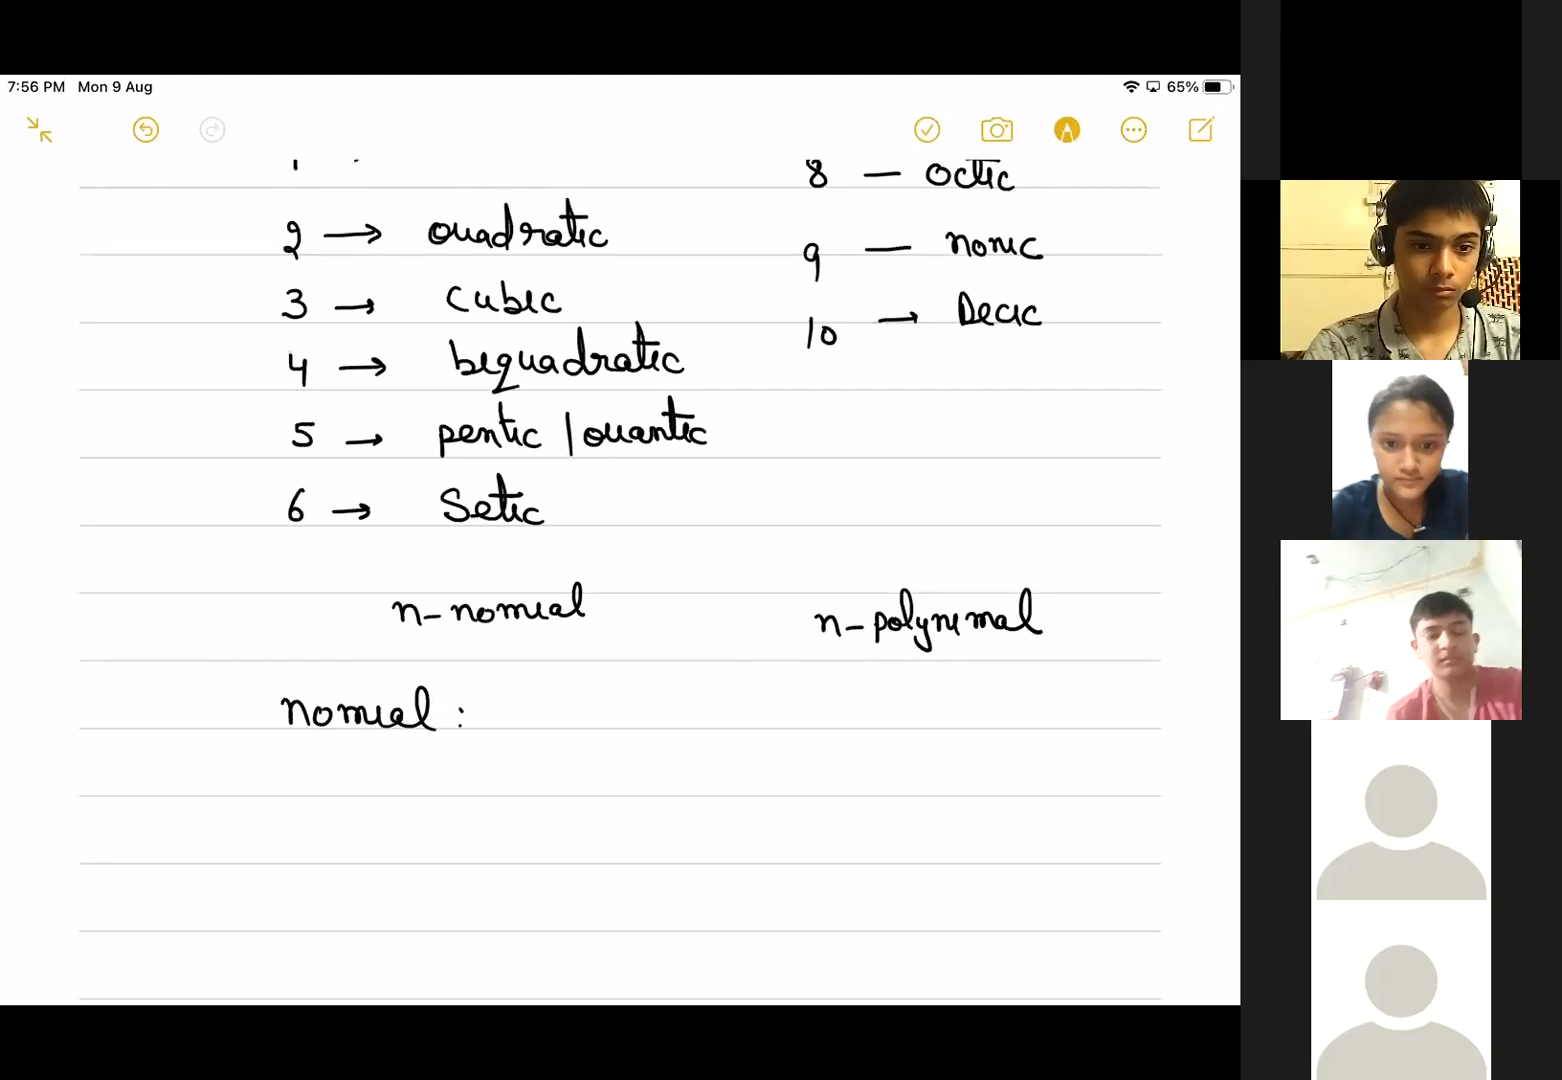 7:56 PM Mon 9 Aug 65%
8 — Octic
2 → quadratic
9 — nonic
3 → cubic
10 → Decic
4 → biquadratic
5 → pentic / quantic
6 → Setic
n-nomial n-polynimal
nomial :